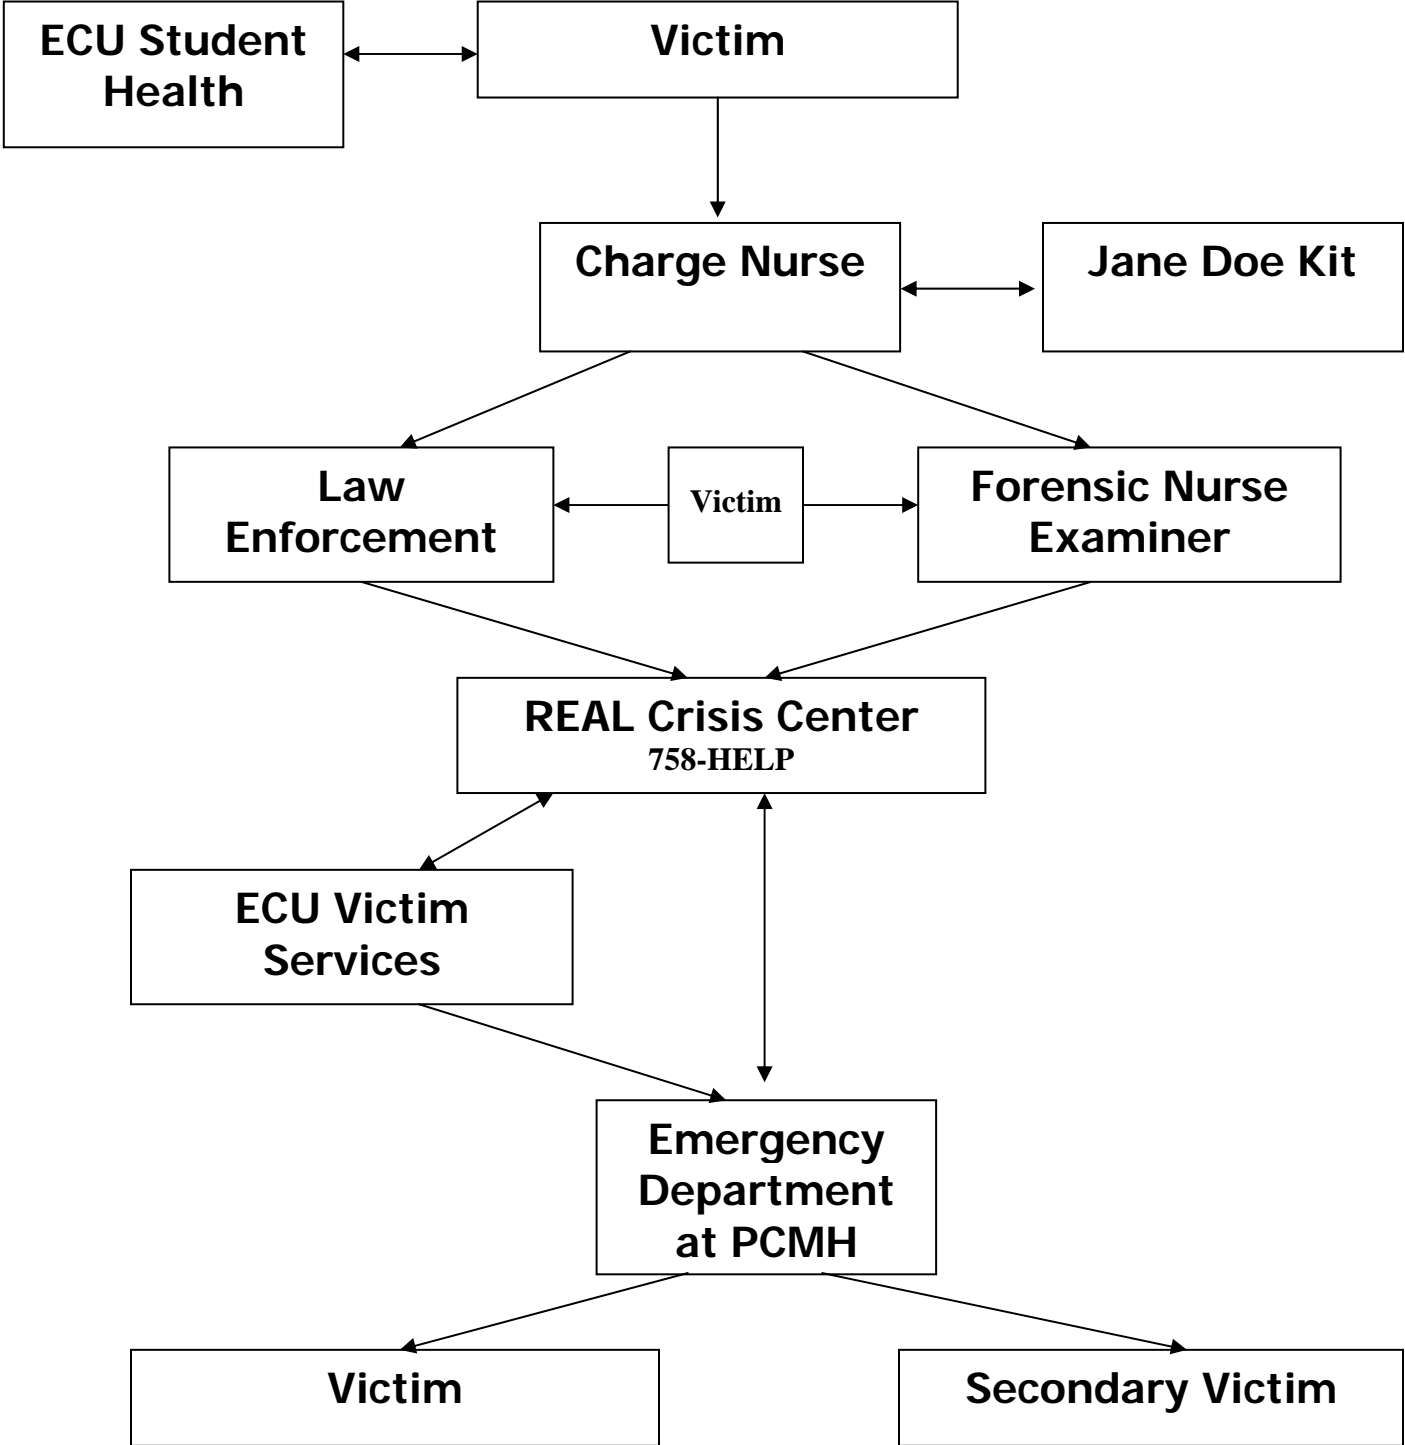 ECU Student
Health
Victim
Charge Nurse
Jane Doe Kit
Law
Enforcement
Victim
Forensic Nurse
Examiner
REAL Crisis Center
758-HELP
ECU Victim
Services
Emergency
Department
at PCMH
Victim
Secondary Victim